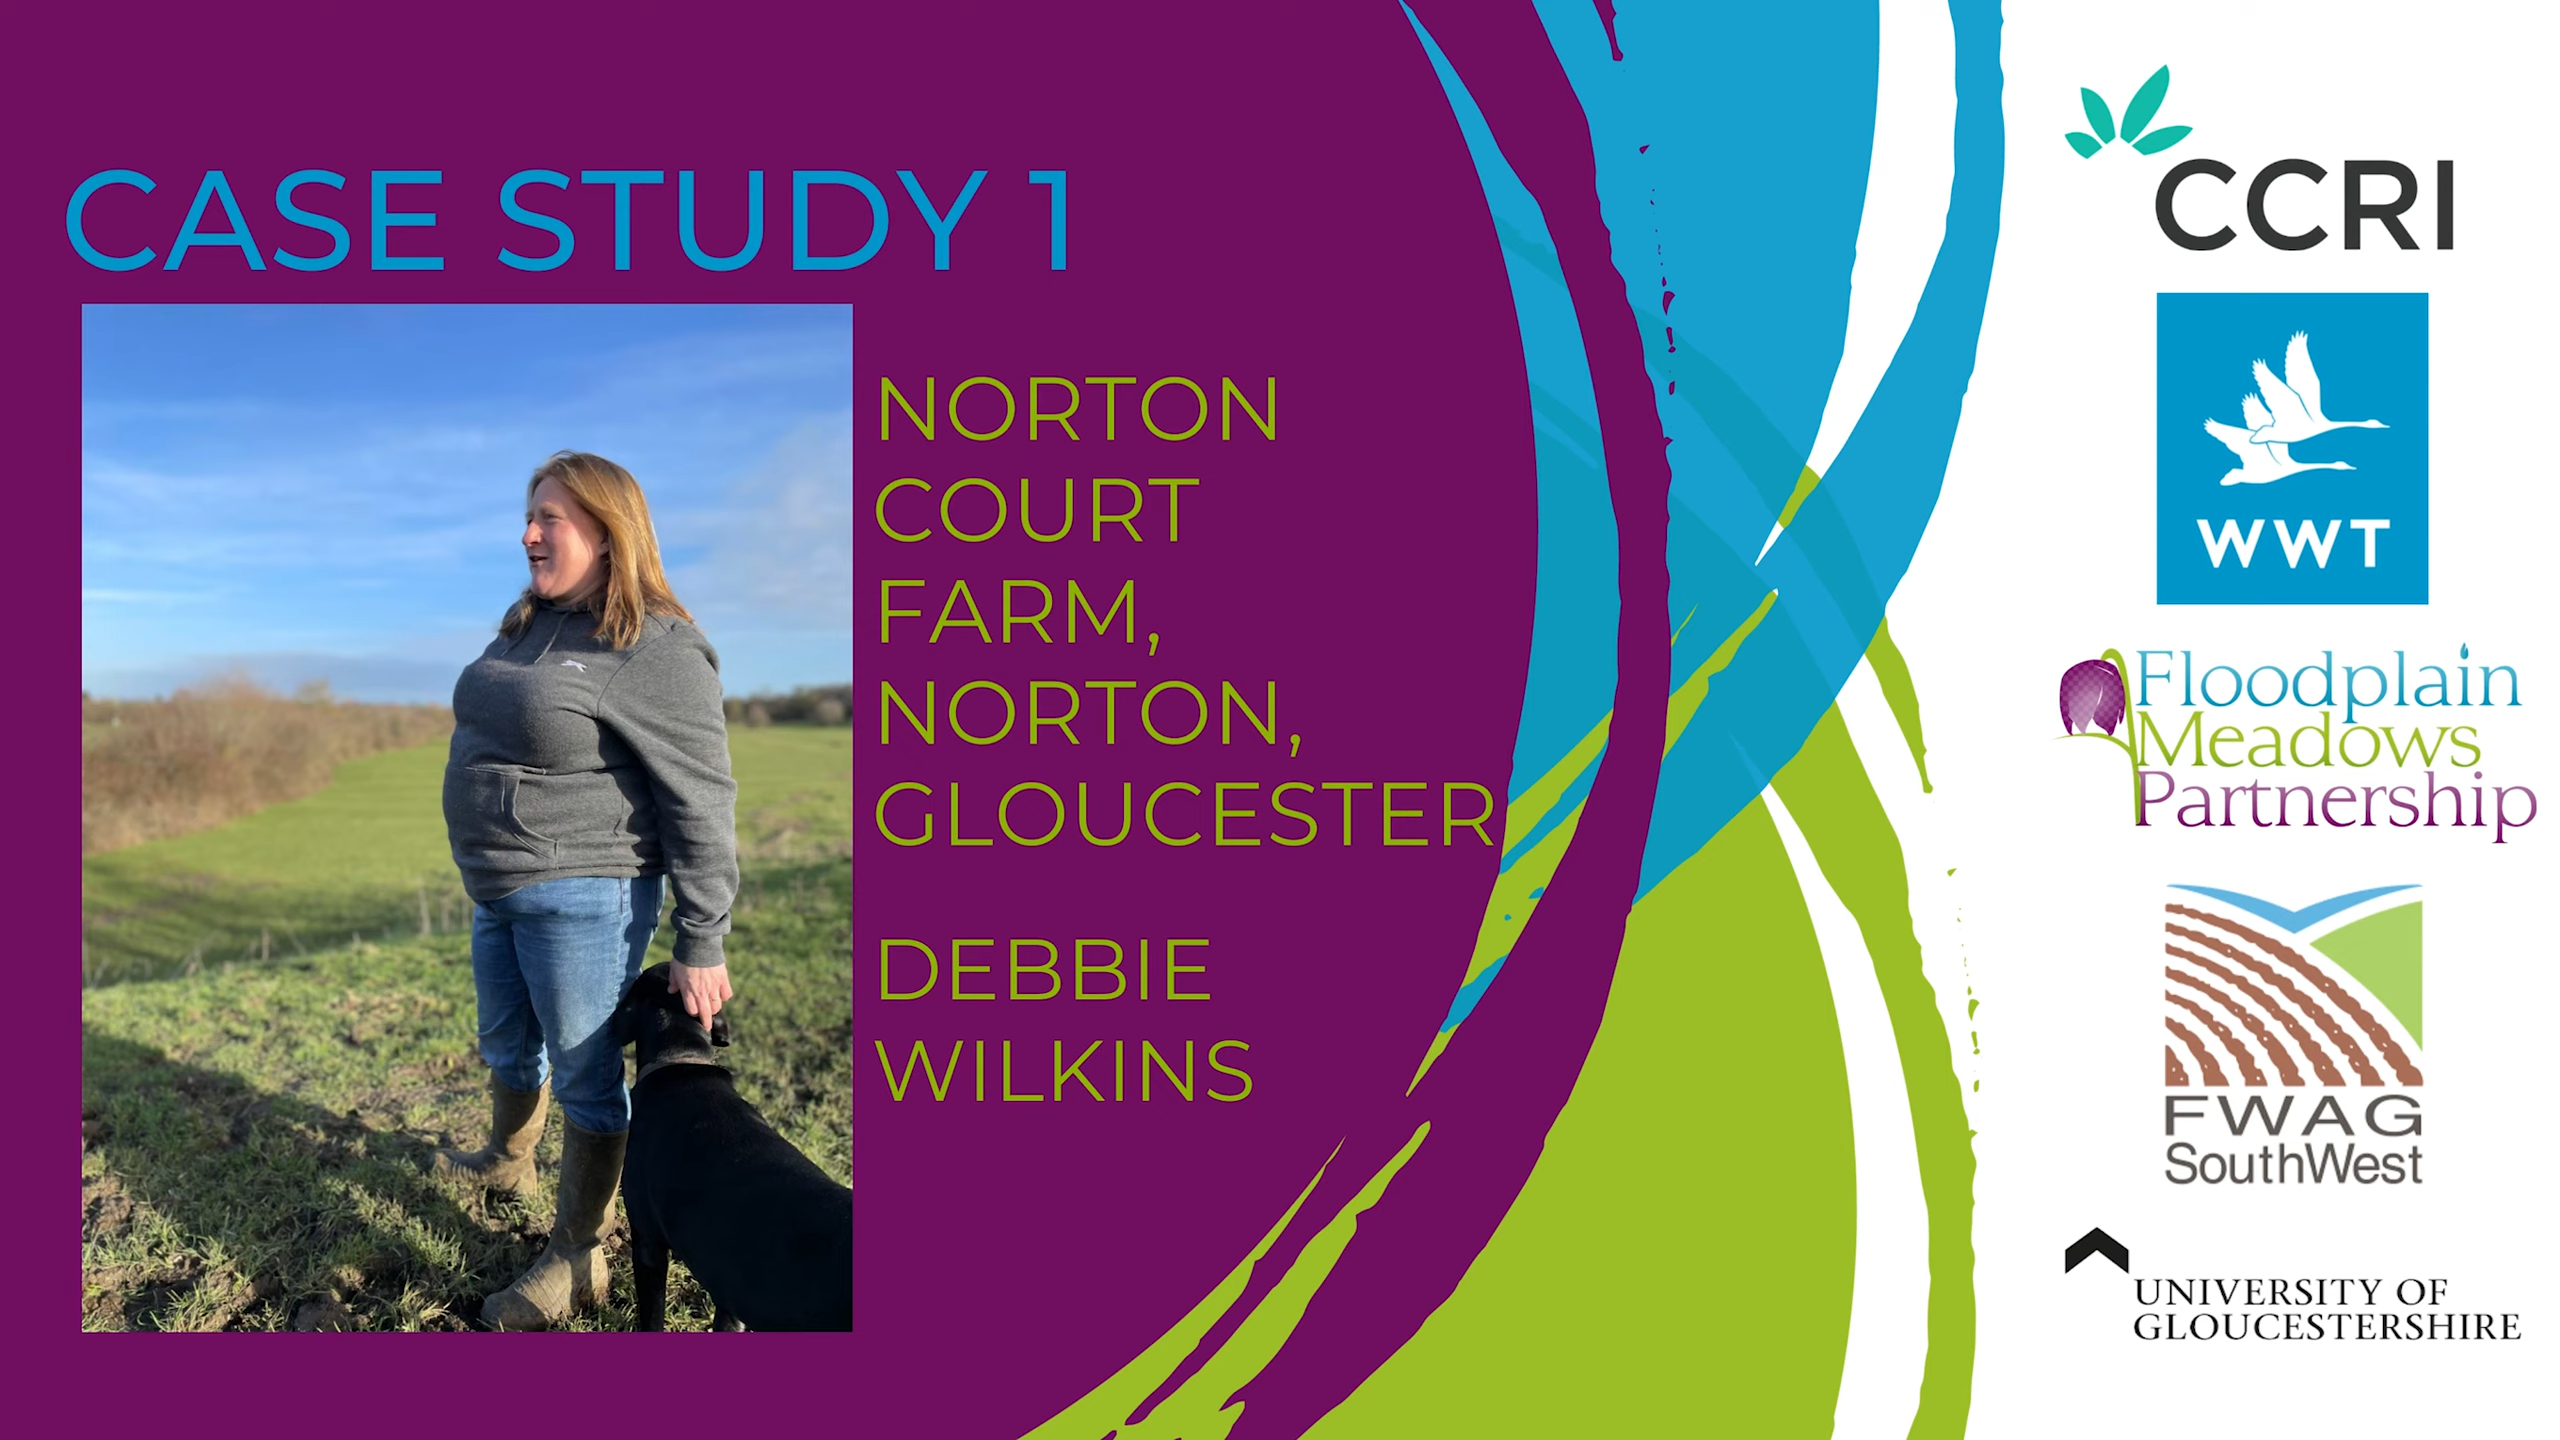 CASE STUDY 1
NORTON
COURT
FARM,
NORTON,
GLOUCESTER
DEBBIE
WILKINS
CCRI
WWT
Floodplain
Meadows
Partnership
FWAG
SouthWest
UNIVERSITY OF
GLOUCESTERSHIRE